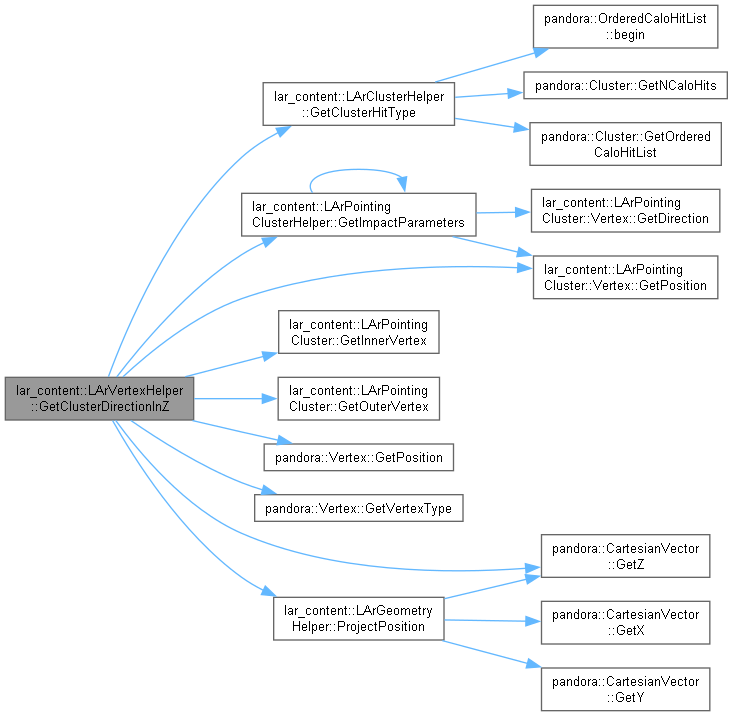 pandora::OrderedCaloHitList
::begin
lar_content::LArClusterHelper
::GetClusterHitType
pandora::Cluster::GetNCaloHits
pandora::Cluster::GetOrdered
CaloHitList
lar_content::LArPointing
ClusterHelper::GetImpactParameters
lar_content::LArPointing
Cluster::Vertex::GetDirection
lar_content::LArPointing
Cluster::Vertex::GetPosition
lar_content::LArPointing
Cluster::GetInnerVertex
lar_content::LArVertexHelper
::GetClusterDirectionInZ
lar_content::LArPointing
Cluster::GetOuterVertex
pandora::Vertex::GetPosition
pandora::Vertex::GetVertexType
pandora::CartesianVector
::GetZ
lar_content::LArGeometry
Helper::ProjectPosition
pandora::CartesianVector
::GetX
pandora::CartesianVector
::GetY